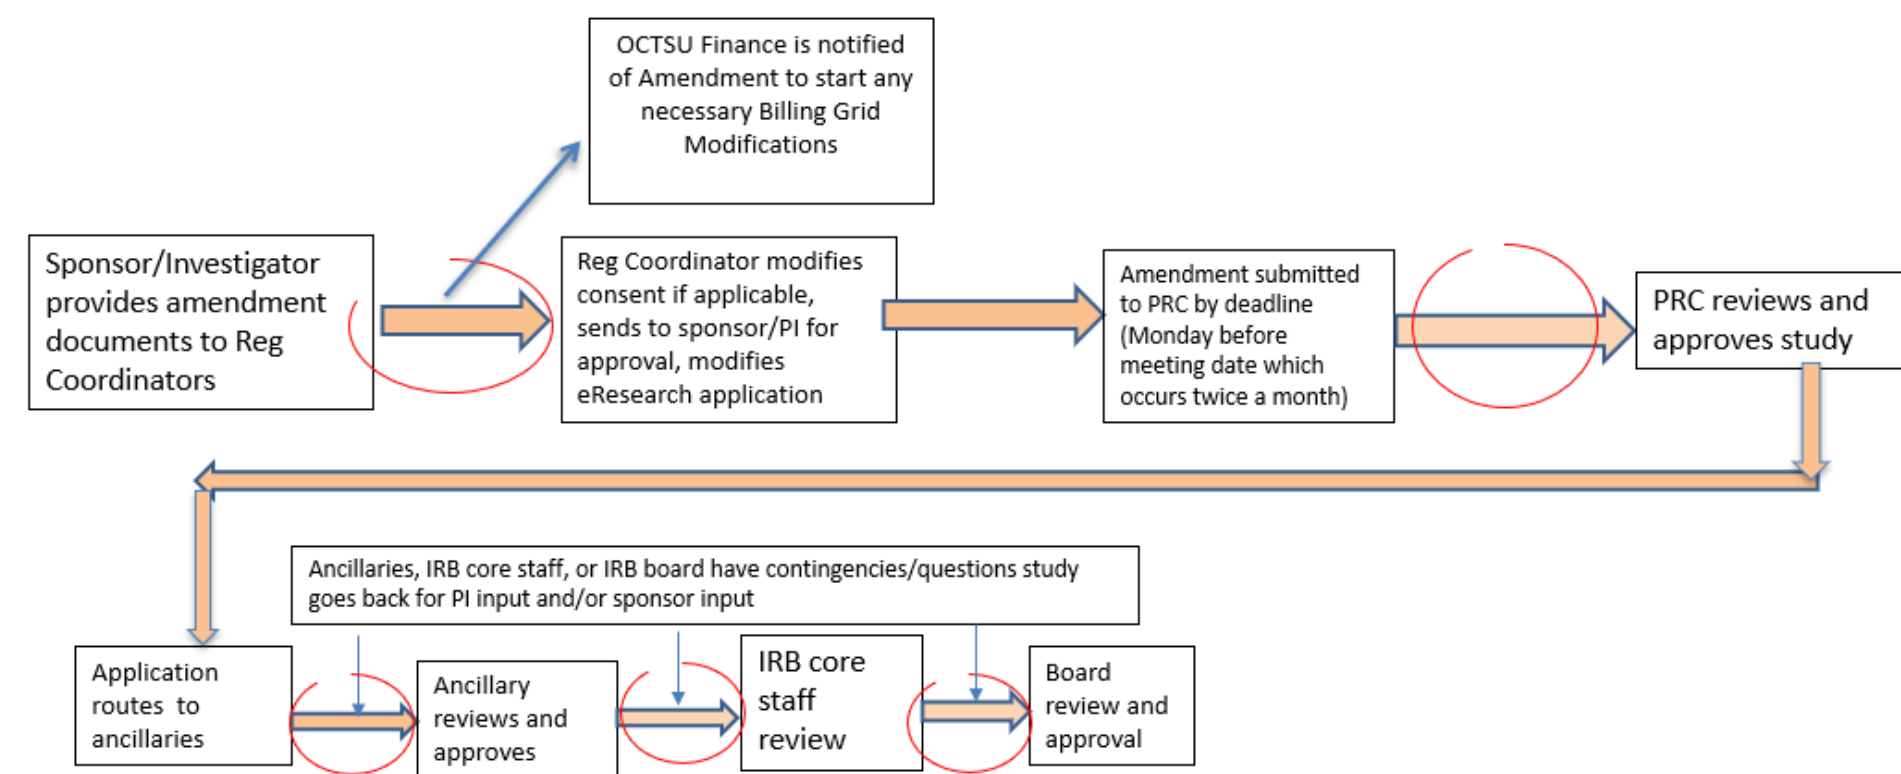 OCTSU Finance is notified
of Amendment to start any
necessary Billing Grid
Modifications
Sponsor/Investigator
provides amendment
documents to Reg
Coordinators
Reg Coordinator modifies
consent if applicable,
sends to sponsor/PI for
approval, modifies
eResearch application
Amendment submitted
to PRC by deadline
(Monday before
meeting date which
occurs twice a month)
PRC reviews and
approves study
Ancillaries, IRB core staff, or IRB board have contingencies/questions study
goes back for PI input and/or sponsor input
Application
routes to
ancillaries
Ancillary
reviews and
approves
IRB core
staff
review
Board
review and
approval